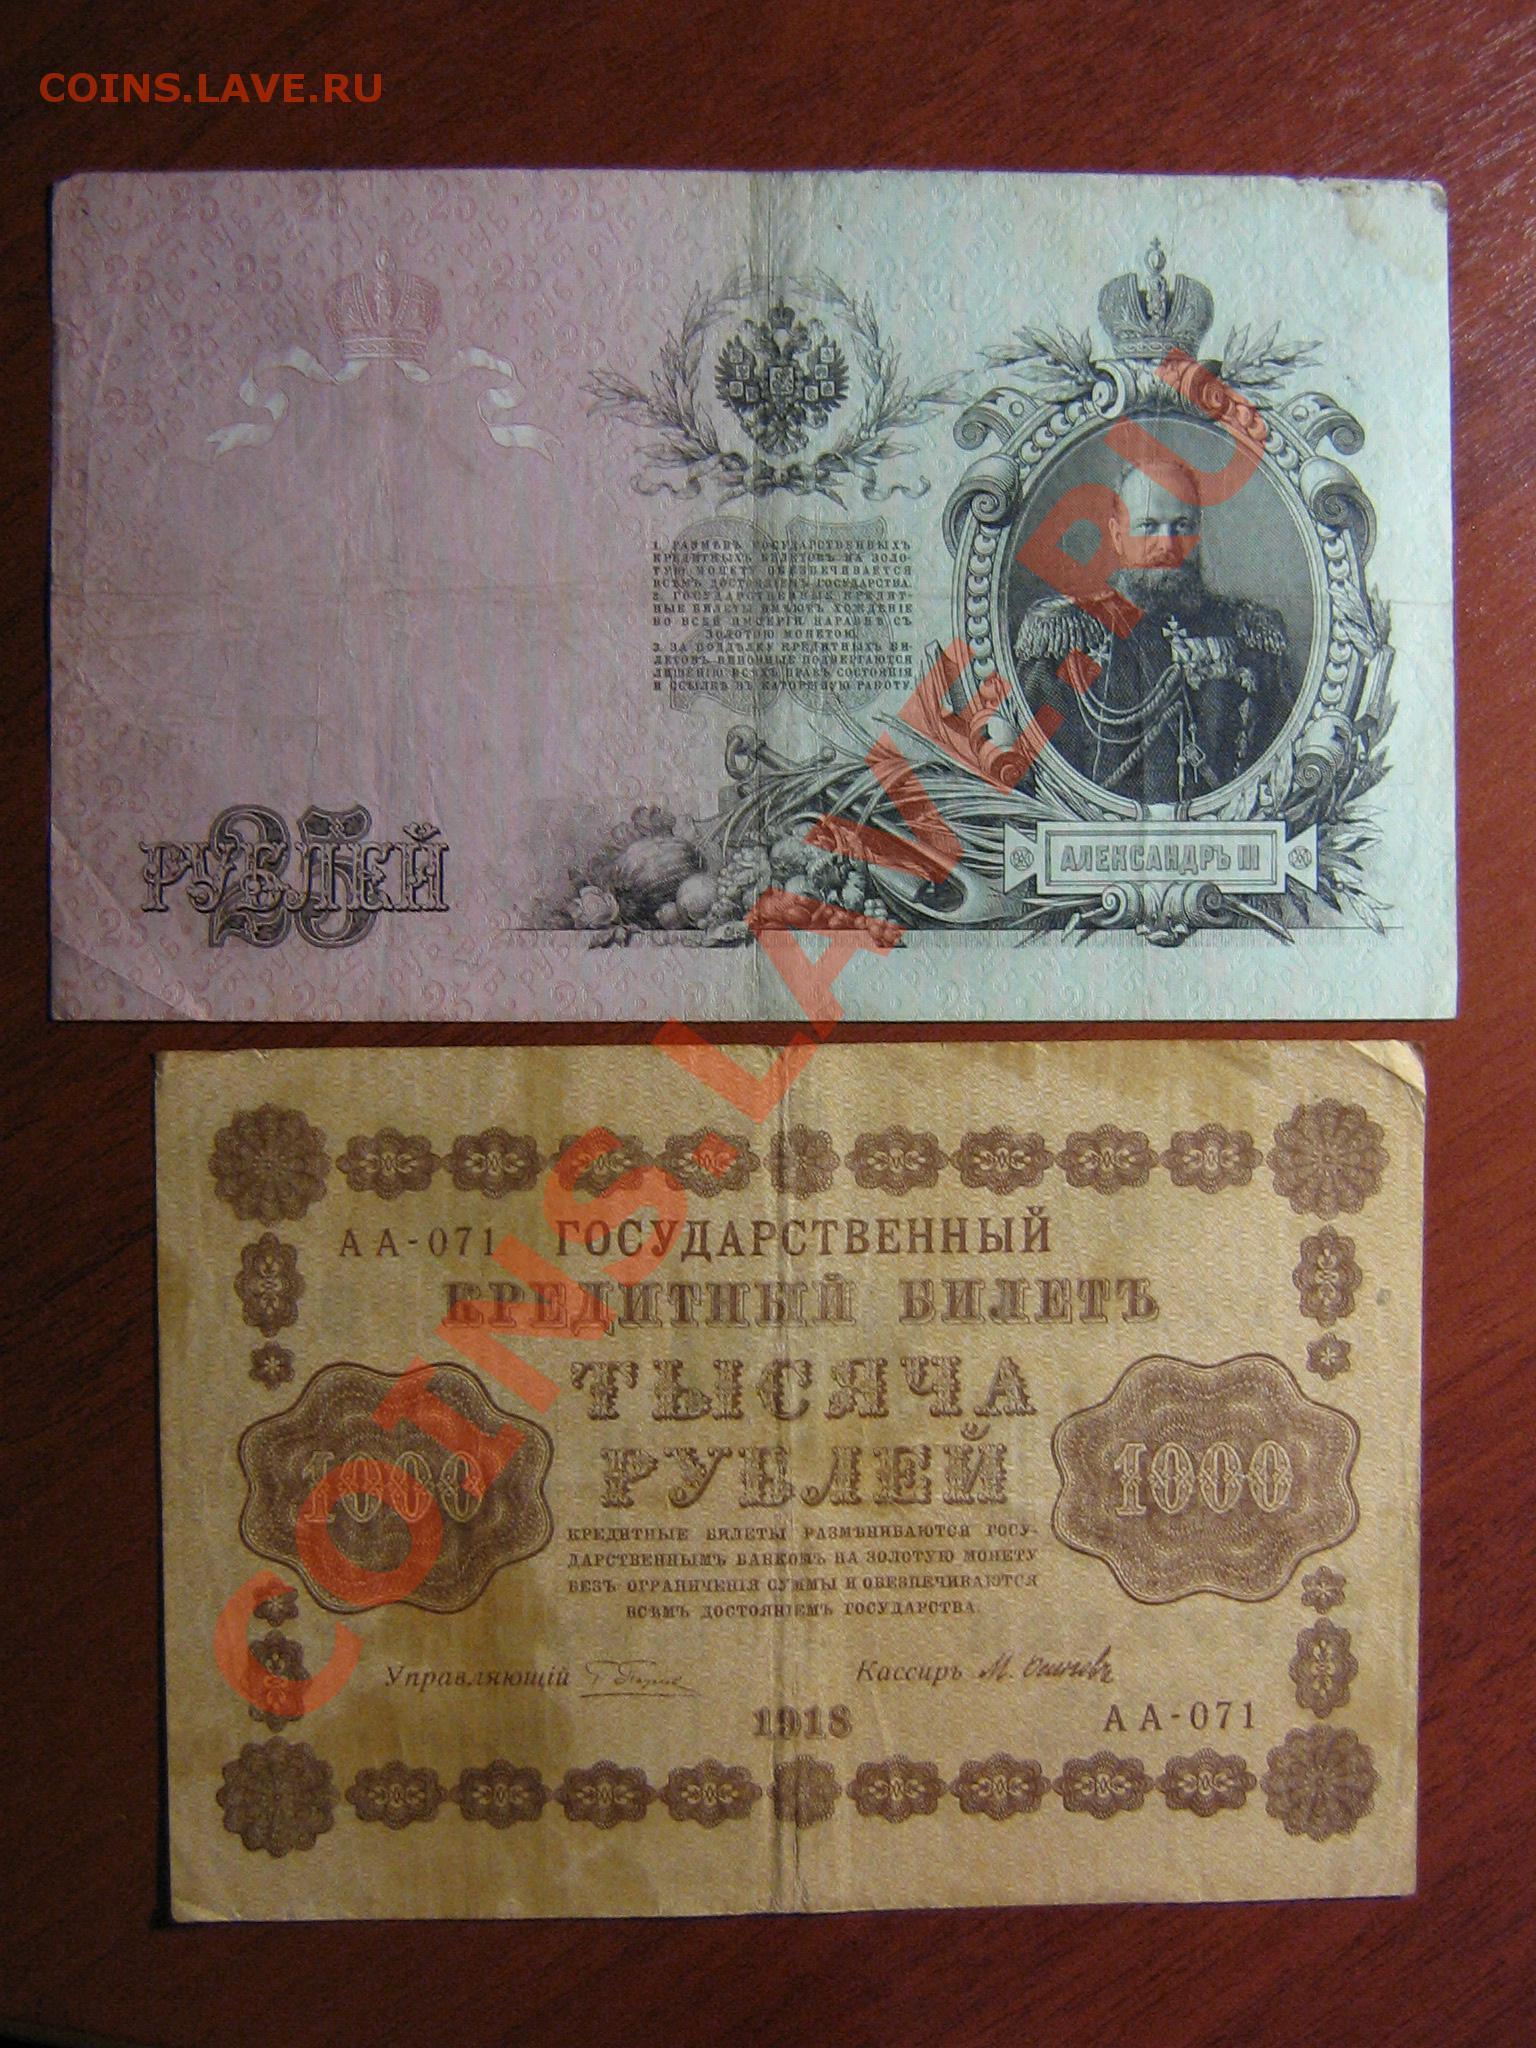 COINS.LAVE.RU
1. РАЗМѢНЪ ГОСУДАРСТВЕННЫХЪ
КРЕДИТНЫХЪ БИЛЕТОВЪ НА ЗОЛО-
ТУЮ МОНЕТУ ОБЕЗПЕЧИВАЕТСЯ
ВСѢМЪ ДОСТОЯНІЕМЪ ГОСУДАРСТВА.
2. ГОСУДАРСТВЕННЫЕ КРЕДИТ-
НЫЕ БИЛЕТЫ ИМѢЮТЪ ХОЖДЕНІЕ
ВО ВСЕЙ ИМПЕРІИ НАРАВНѢ СЪ
ЗОЛОТОЮ МОНЕТОЮ.
3. ЗА ПОДДѢЛКУ КРЕДИТНЫХЪ БИ-
ЛЕТОВЪ ВИНОВНЫЕ ПОДВЕРГАЮТСЯ
ЛИШЕНІЮ ВСѢХЪ ПРАВЪ СОСТОЯНІЯ
И ССЫЛКѢ ВЪ КАТОРЖНУЮ РАБОТУ.
25
РУБЛЕЙ
АЛЕКСАНДРЪ III
АА-071 ГОСУДАРСТВЕННЫЙ
КРЕДИТНЫЙ БИЛЕТЪ
ТЫСЯЧА
РУБЛЕЙ
1000 1000
КРЕДИТНЫЕ БИЛЕТЫ РАЗМѢНИВАЮТСЯ ГОСУ-
ДАРСТВЕННЫМЪ БАНКОМЪ НА ЗОЛОТУЮ МОНЕТУ
БЕЗЪ ОГРАНИЧЕНІЯ СУММЫ И ОБЕЗПЕЧИВАЮТСЯ
ВСѢМЪ ДОСТОЯНІЕМЪ ГОСУДАРСТВА.
Управляющій Кассиръ М.
1918 АА-071
COINS.LAVE.RU